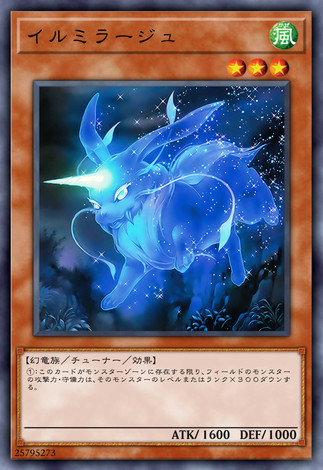 イルミラージュ
風
【幻竜族／チューナー／効果】
①：このカードがモンスターゾーンに存在する限り、フィールドのモンスター
の攻撃力・守備力は、そのモンスターのレベルまたはランク×３００ダウンす
る。
ATK/1600 DEF/1000
25795273